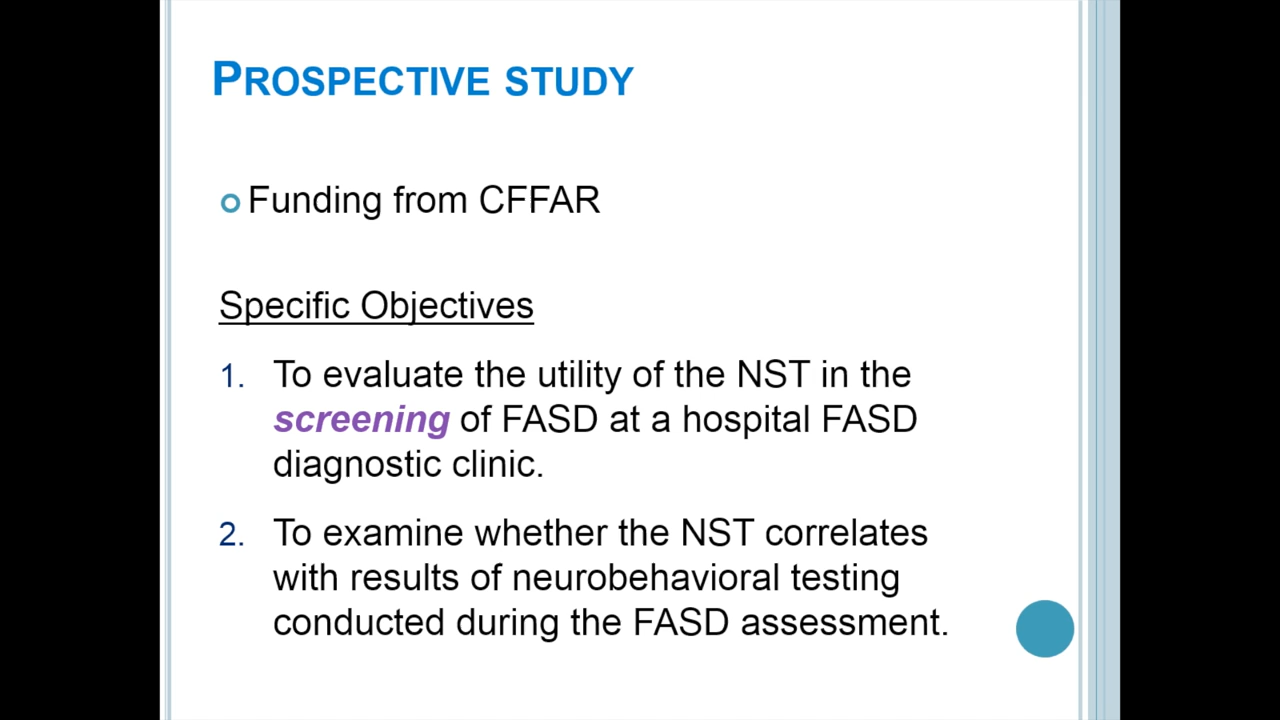 PROSPECTIVE STUDY
Funding from CFFAR
Specific Objectives
1. To evaluate the utility of the NST in the
screening of FASD at a hospital FASD
diagnostic clinic.
2. To examine whether the NST correlates
with results of neurobehavioral testing
conducted during the FASD assessment.